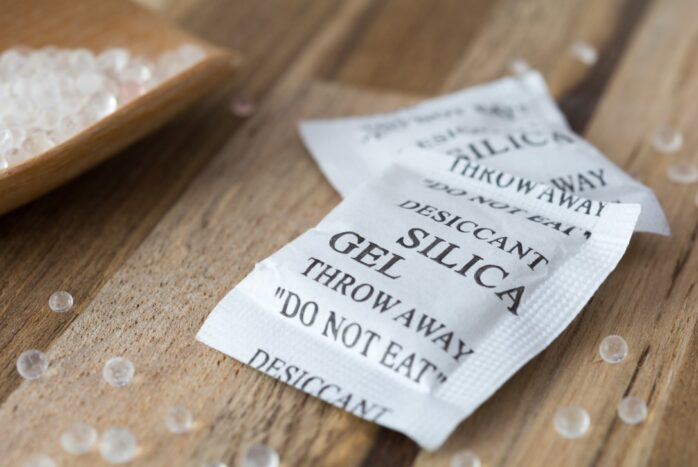 SILICA
THROW AWAY
"DO NOT EAT"
DESICCANT
SILICA
GEL
THROW AWAY
"DO NOT EAT"
DESICCANT